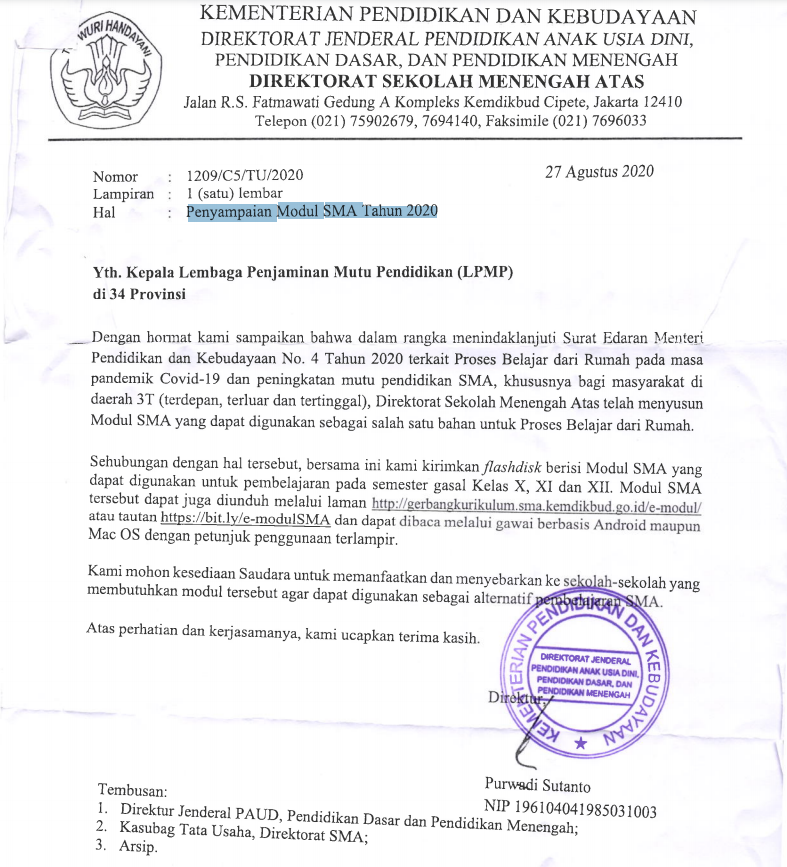 WURI HANDAYANI
KEMENTERIAN PENDIDIKAN DAN KEBUDAYAAN
DIREKTORAT JENDERAL PENDIDIKAN ANAK USIA DINI,
PENDIDIKAN DASAR, DAN PENDIDIKAN MENENGAH
DIREKTORAT SEKOLAH MENENGAH ATAS
Jalan R.S. Fatmawati Gedung A Kompleks Kemdikbud Cipete, Jakarta 12410
Telepon (021) 75902679, 7694140, Faksimile (021) 7696033
Nomor : 1209/C5/TU/2020 27 Agustus 2020
Lampiran : 1 (satu) lembar
Hal : Penyampaian Modul SMA Tahun 2020
Yth. Kepala Lembaga Penjaminan Mutu Pendidikan (LPMP)
di 34 Provinsi
Dengan hormat kami sampaikan bahwa dalam rangka menindaklanjuti Surat Edaran Menteri
Pendidikan dan Kebudayaan No. 4 Tahun 2020 terkait Proses Belajar dari Rumah pada masa
pandemik Covid-19 dan peningkatan mutu pendidikan SMA, khususnya bagi masyarakat di
daerah 3T (terdepan, terluar dan tertinggal), Direktorat Sekolah Menengah Atas telah menyusun
Modul SMA yang dapat digunakan sebagai salah satu bahan untuk Proses Belajar dari Rumah.
Sehubungan dengan hal tersebut, bersama ini kami kirimkan flashdisk berisi Modul SMA yang
dapat digunakan untuk pembelajaran pada semester gasal Kelas X, XI dan XII. Modul SMA
tersebut dapat juga diunduh melalui laman http://gerbangkurikulum.sma.kemdikbud.go.id/e-modul/
atau tautan https://bit.ly/e-modulSMA dan dapat dibaca melalui gawai berbasis Android maupun
Mac OS dengan petunjuk penggunaan terlampir.
Kami mohon kesediaan Saudara untuk memanfaatkan dan menyebarkan ke sekolah-sekolah yang
membutuhkan modul tersebut agar dapat digunakan sebagai alternatif pembelajaran SMA.
Atas perhatian dan kerjasamanya, kami ucapkan terima kasih.
KEMENTERIAN PENDIDIKAN DAN KEBUDAYAAN
DIREKTORAT JENDERAL
PENDIDIKAN ANAK USIA DINI,
PENDIDIKAN DASAR, DAN
PENDIDIKAN MENENGAH
Direktur,
Purwadi Sutanto
NIP 196104041985031003
Tembusan:
1. Direktur Jenderal PAUD, Pendidikan Dasar dan Pendidikan Menengah;
2. Kasubag Tata Usaha, Direktorat SMA;
3. Arsip.